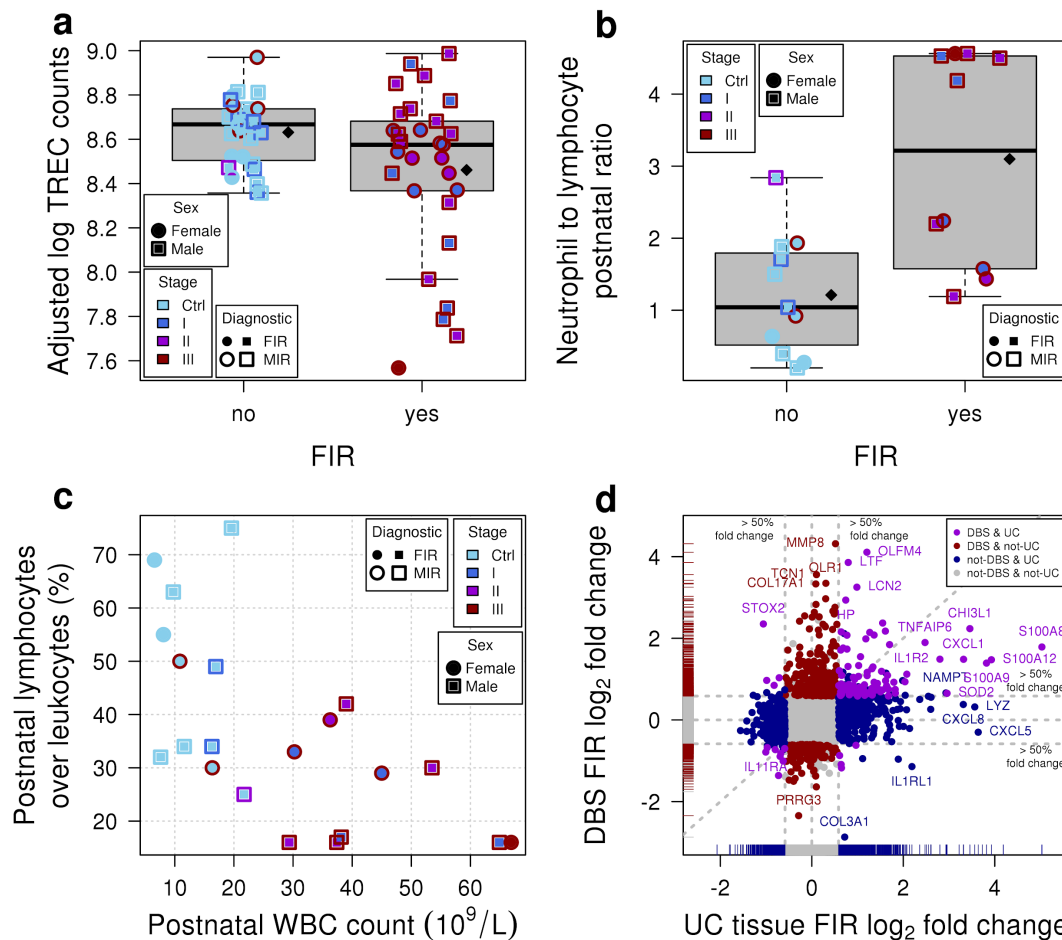 a
Adjusted log TREC counts
9.0
8.8
8.6
8.4
8.2
8.0
7.8
7.6
Sex
Female
Male
Stage
Ctrl
I
II
III
Diagnostic
FIR
MIR
no
yes
FIR
b
Neutrophil to lymphocyte
postnatal ratio
4
3
2
1
Stage
Ctrl
I
II
III
Sex
Female
Male
Diagnostic
FIR
MIR
no
yes
FIR
c
Postnatal lymphocytes
over leukocytes (%)
70
60
50
40
30
20
Diagnostic
FIR
MIR
Stage
Ctrl
I
II
III
Sex
Female
Male
10
20
30
40
50
60
Postnatal WBC count (10⁹/L)
d
DBS FIR log₂ fold change
4
2
0
-2
> 50%
fold change
> 50%
fold change
DBS & UC
DBS & not-UC
not-DBS & UC
not-DBS & not-UC
MMP8
OLFM4
LTF
TCN1
OLR1
COL17A1
LCN2
STOX2
HP
CHI3L1
TNFAIP6
CXCL1
S100A8
IL1R2
S100A12
NAMPT
S100A9
> 50%
fold change
SOD2
LYZ
CXCL8
CXCL5
> 50%
fold change
IL11RA
IL1RL1
PRRG3
COL3A1
-2
0
2
4
UC tissue FIR log₂ fold change